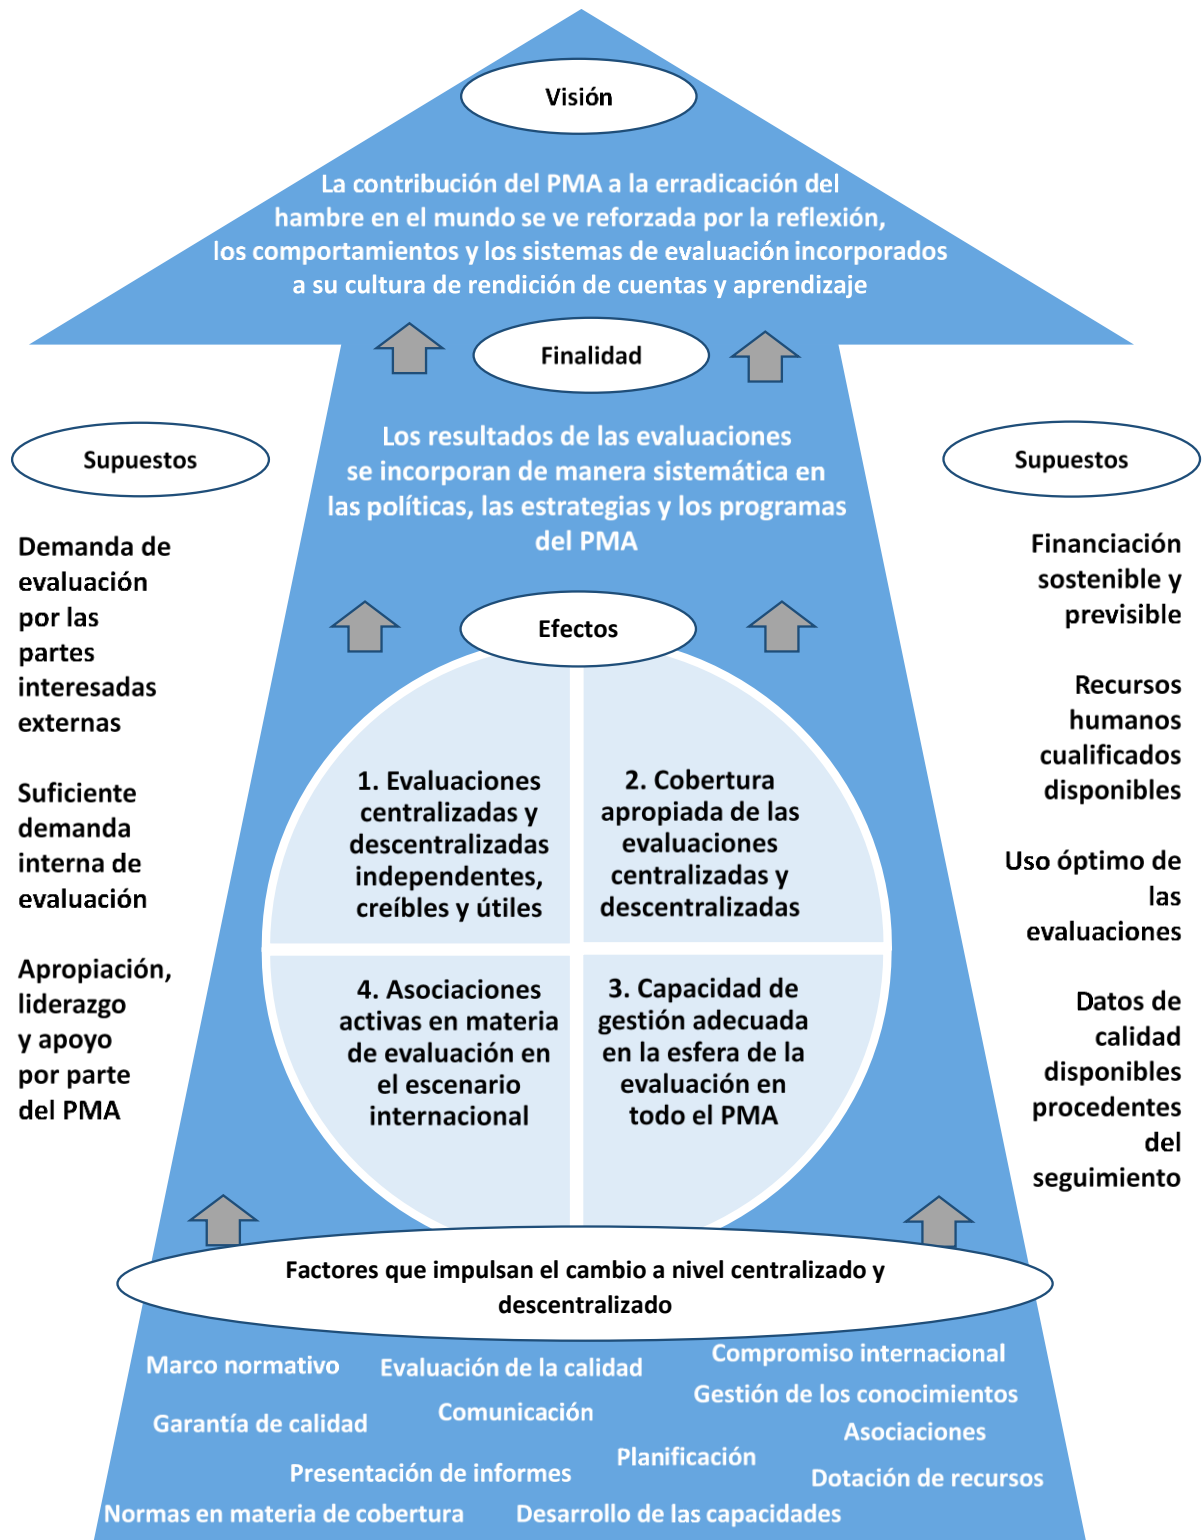 Visión
La contribución del PMA a la erradicación del
hambre en el mundo se ve reforzada por la reflexión,
los comportamientos y los sistemas de evaluación incorporados
a su cultura de rendición de cuentas y aprendizaje
Finalidad
Los resultados de las evaluaciones
se incorporan de manera sistemática en
las políticas, las estrategias y los programas
del PMA
Supuestos
Demanda de
evaluación
por las
partes
interesadas
externas
Suficiente
demanda
interna de
evaluación
Apropiación,
liderazgo
y apoyo
por parte
del PMA
Supuestos
Financiación
sostenible y
previsible
Recursos
humanos
cualificados
disponibles
Uso óptimo de
las
evaluaciones
Datos de
calidad
disponibles
procedentes
del
seguimiento
Efectos
1. Evaluaciones
centralizadas y
descentralizadas
independentes,
creíbles y útiles
2. Cobertura
apropiada de las
evaluaciones
centralizadas y
descentralizadas
4. Asociaciones
activas en materia
de evaluación en
el escenario
internacional
3. Capacidad de
gestión adecuada
en la esfera de la
evaluación en
todo el PMA
Factores que impulsan el cambio a nivel centralizado y
descentralizado
Marco normativo
Evaluación de la calidad
Compromiso internacional
Gestión de los conocimientos
Garantía de calidad
Comunicación
Asociaciones
Planificación
Presentación de informes
Dotación de recursos
Normas en materia de cobertura
Desarrollo de las capacidades